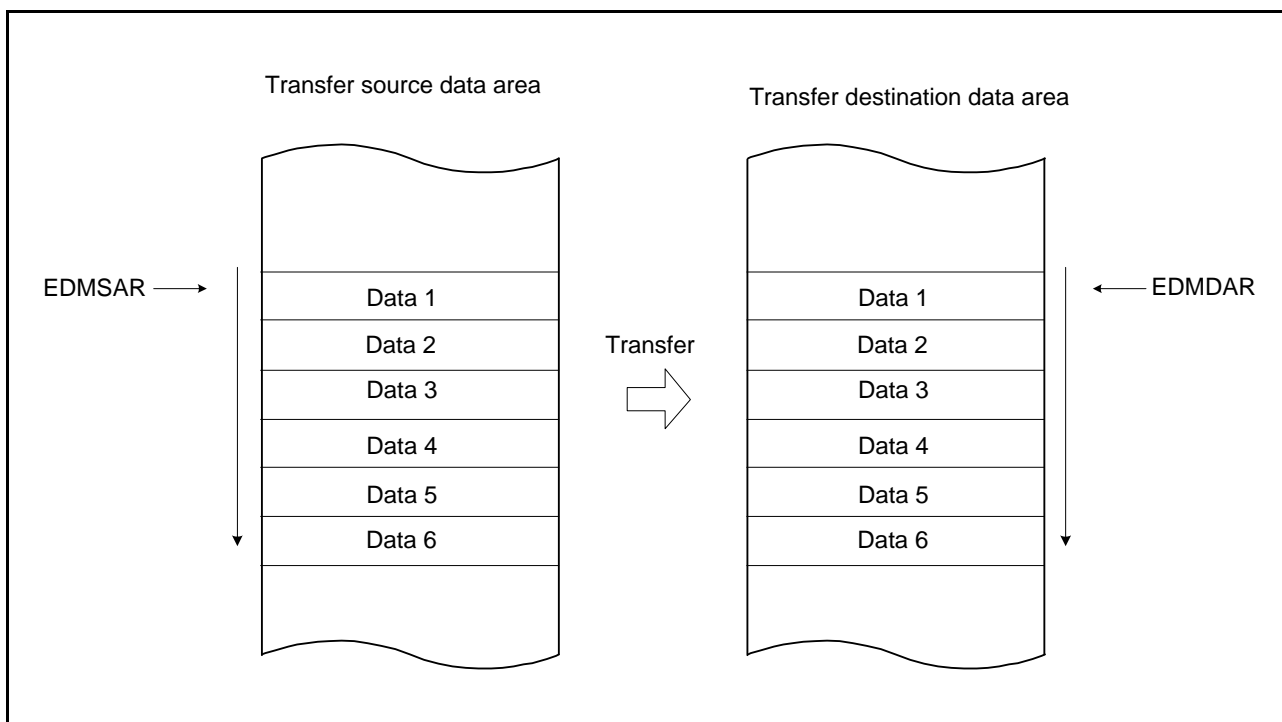 Transfer source data area
Transfer destination data area
EDMSAR
Data 1
Data 2
Data 3
Data 4
Data 5
Data 6
Transfer
Data 1
Data 2
Data 3
Data 4
Data 5
Data 6
EDMDAR